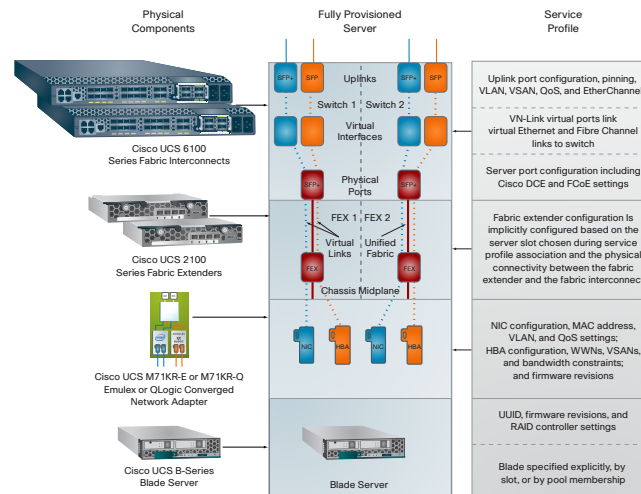 Physical
Components
Fully Provisioned
Server
Service
Profile
SFP+
SFP
Uplinks
SFP+
SFP
Switch 1
Switch 2
Virtual
Interfaces
Physical
Ports
SFP+
SFP+
FEX 1
FEX 2
Virtual
Links
Unified
Fabric
FEX
FEX
Chassis Midplane
NIC
HBA
NIC
HBA
Blade Server
Cisco UCS 6100
Series Fabric Interconnects
Cisco UCS 2100
Series Fabric Extenders
Cisco UCS M71KR-E or M71KR-Q
Emulex or QLogic Converged
Network Adapter
Cisco UCS B-Series
Blade Server
Uplink port configuration, pinning,
VLAN, VSAN, QoS, and EtherChannel
VN-Link virtual ports link
virtual Ethernet and Fibre Channel
links to switch
Server port configuration including
Cisco DCE and FCoE settings
Fabric extender configuration Is
implicitly configured based on the
server slot chosen during service
profile association and the physical
connectivity between the fabric
extender and the fabric interconnect
NIC configuration, MAC address,
VLAN, and QoS settings;
HBA configuration, WWNs, VSANs,
and bandwidth constraints;
and firmware revisions
UUID, firmware revisions, and
RAID controller settings
Blade specified explicitly, by
slot, or by pool membership